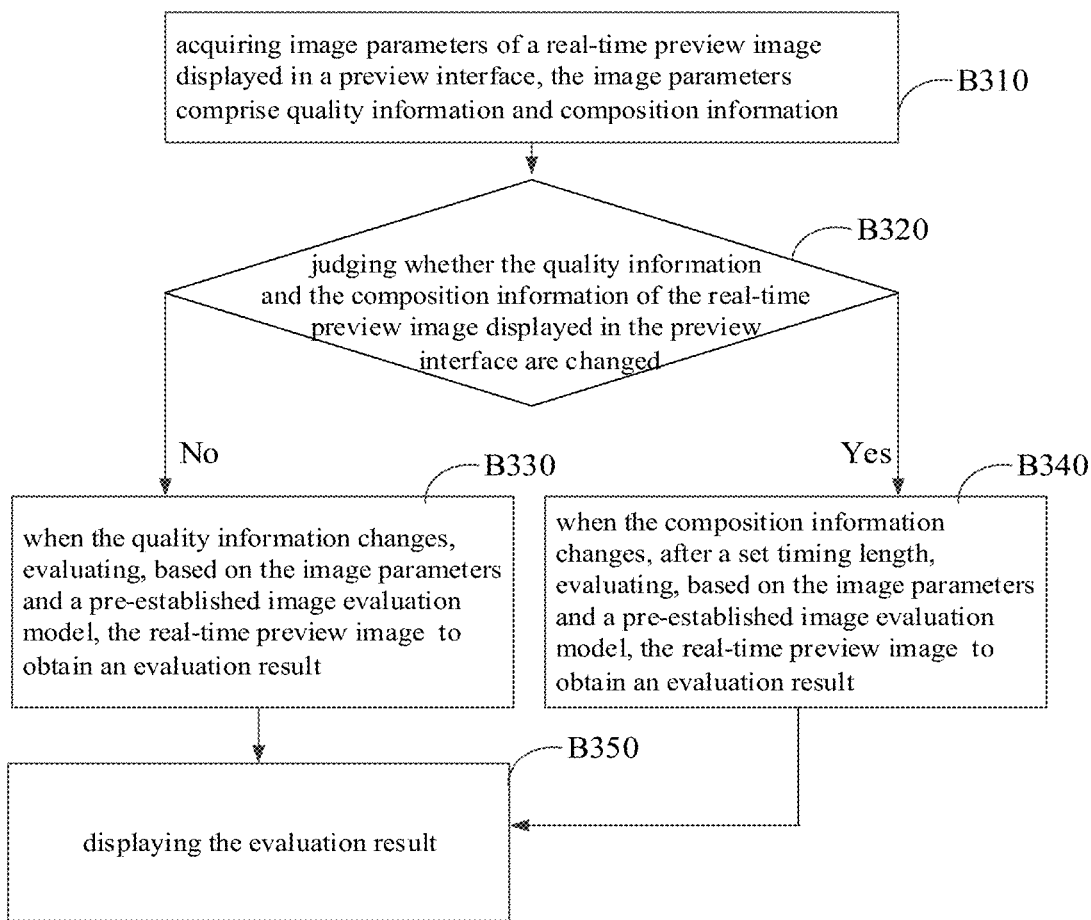 acquiring image parameters of a real-time preview image
displayed in a preview interface, the image parameters
comprise quality information and composition information
B310
B320
judging whether the quality information
and the composition information of the real-time
preview image displayed in the preview
interface are changed
No
Yes
B330
B340
when the quality information changes,
evaluating, based on the image parameters
and a pre-established image evaluation
model, the real-time preview image to
obtain an evaluation result
when the composition information
changes, after a set timing length,
evaluating, based on the image parameters
and a pre-established image evaluation
model, the real-time preview image to
obtain an evaluation result
B350
displaying the evaluation result